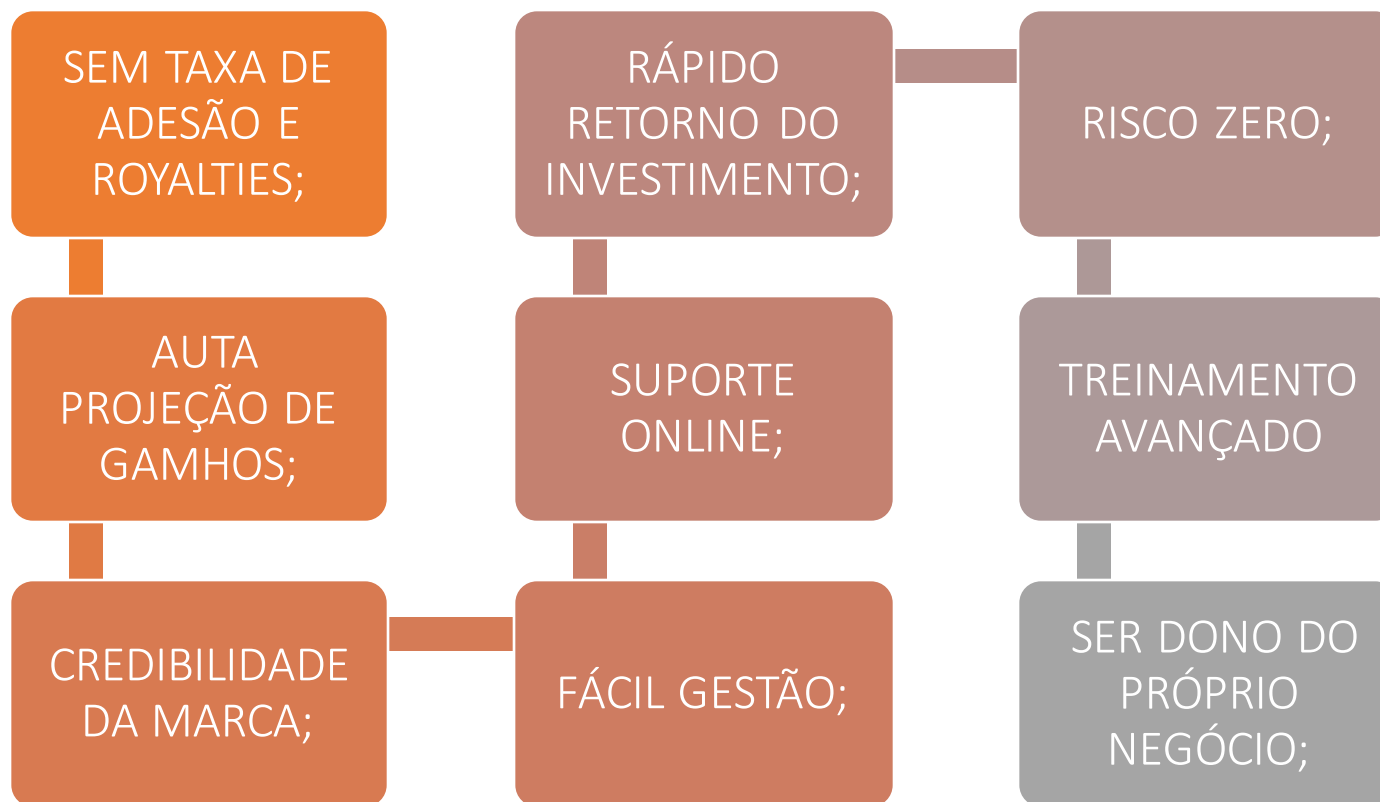 SEM TAXA DE
ADESÃO E
ROYALTIES;
AUTA
PROJEÇÃO DE
GAMHOS;
CREDIBILIDADE
DA MARCA;
FÁCIL GESTÃO;
SUPORTE
ONLINE;
RÁPIDO
RETORNO DO
INVESTIMENTO;
RISCO ZERO;
TREINAMENTO
AVANÇADO
SER DONO DO
PRÓPRIO
NEGÓCIO;